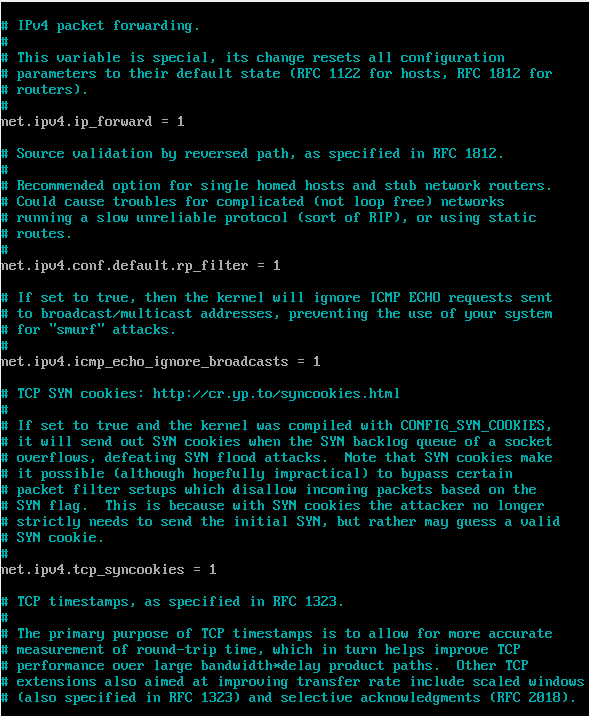 # IPv4 packet forwarding.
#
# This variable is special, its change resets all configuration
# parameters to their default state (RFC 1122 for hosts, RFC 1812 for
# routers).
#
net.ipv4.ip_forward = 1
# Source validation by reversed path, as specified in RFC 1812.
#
# Recommended option for single homed hosts and stub network routers.
# Could cause troubles for complicated (not loop free) networks
# running a slow unreliable protocol (sort of RIP), or using static
# routes.
#
net.ipv4.conf.default.rp_filter = 1
# If set to true, then the kernel will ignore ICMP ECHO requests sent
# to broadcast/multicast addresses, preventing the use of your system
# for "smurf" attacks.
#
net.ipv4.icmp_echo_ignore_broadcasts = 1
# TCP SYN cookies: http://cr.yp.to/syncookies.html
#
# If set to true and the kernel was compiled with CONFIG_SYN_COOKIES,
# it will send out SYN cookies when the SYN backlog queue of a socket
# overflows, defeating SYN flood attacks.  Note that SYN cookies make
# it possible (although hopefully impractical) to bypass certain
# packet filter setups which disallow incoming packets based on the
# SYN flag.  This is because with SYN cookies the attacker no longer
# strictly needs to send the initial SYN, but rather may guess a valid
# SYN cookie.
#
net.ipv4.tcp_syncookies = 1
# TCP timestamps, as specified in RFC 1323.
#
# The primary purpose of TCP timestamps is to allow for more accurate
# measurement of round-trip time, which in turn helps improve TCP
# performance over large bandwidth*delay product paths.  Other TCP
# extensions also aimed at improving transfer rate include scaled windows
# (also specified in RFC 1323) and selective acknowledgments (RFC 2018).